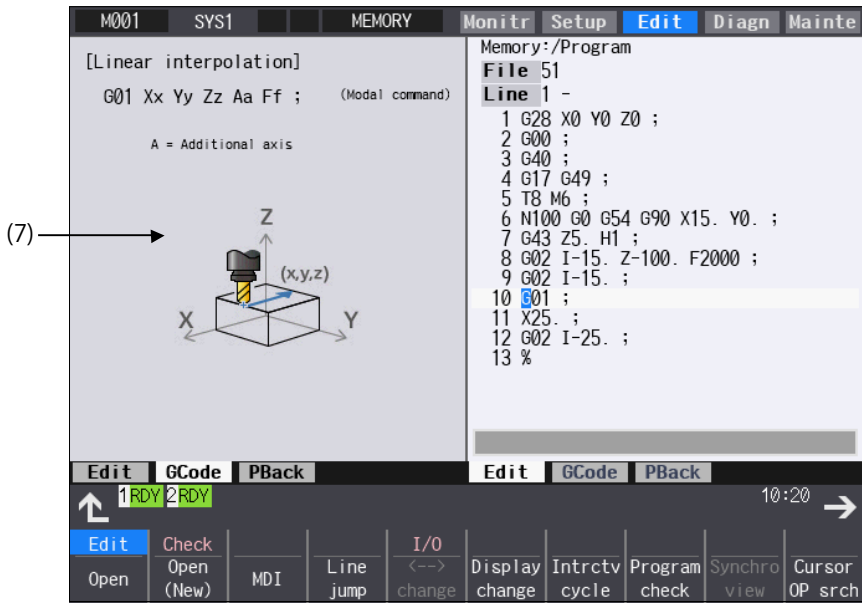 M001 SYS1 MEMORY Monitr Setup Edit Diagn Mainte
[Linear interpolation]
G01 Xx Yy Zz Aa Ff ; (Modal command)
A = Additional axis
(7)
Z
(x,y,z)
X
Y
Memory:/Program
File 51
Line 1 -
1 G28 X0 Y0 Z0 ;
2 G00 ;
3 G40 ;
4 G17 G49 ;
5 T8 M6 ;
6 N100 G0 G54 G90 X15. Y0. ;
7 G43 Z5. H1 ;
8 G02 I-15. Z-100. F2000 ;
9 G02 I-15. ;
10 G01 ;
11 X25. ;
12 G02 I-25. ;
13 %
Edit GCode PBack Edit GCode PBack
1 RDY 2 RDY 10:20
Edit Check I/O
Open Open (New) MDI Line jump <--> change Display change Intrctv cycle Program check Synchro view Cursor OP srch